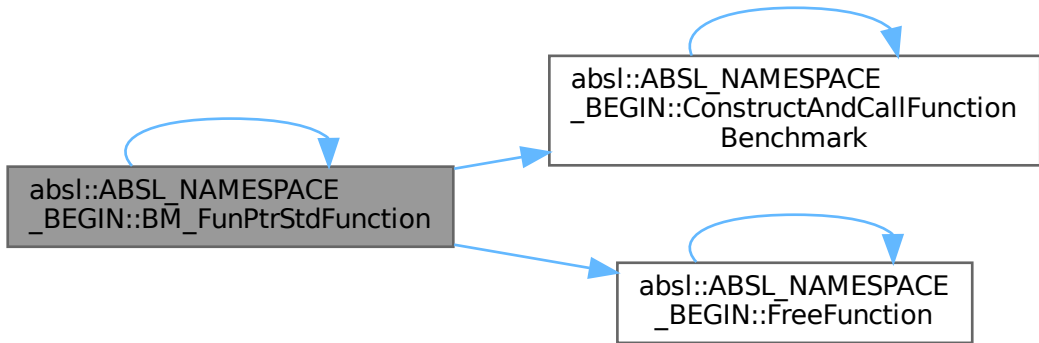 absl::ABSL_NAMESPACE
_BEGIN::ConstructAndCallFunction
Benchmark
absl::ABSL_NAMESPACE
_BEGIN::BM_FunPtrStdFunction
absl::ABSL_NAMESPACE
_BEGIN::FreeFunction